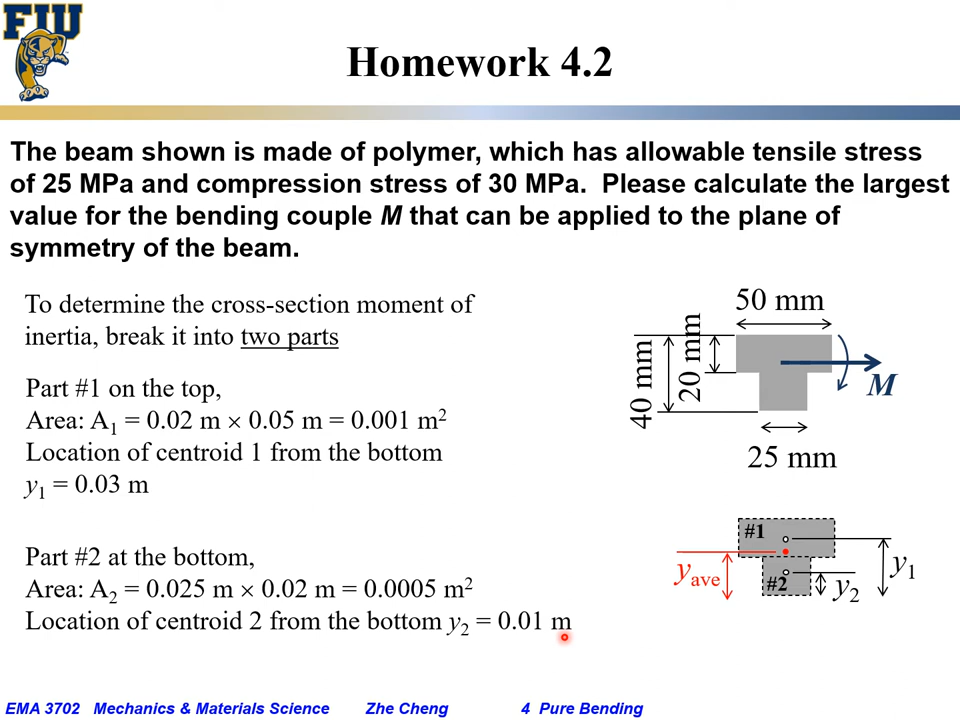 FIU
Homework 4.2
The beam shown is made of polymer, which has allowable tensile stress
of 25 MPa and compression stress of 30 MPa. Please calculate the largest
value for the bending couple M that can be applied to the plane of
symmetry of the beam.
To determine the cross-section moment of
inertia, break it into two parts
Part #1 on the top,
Area: A₁ = 0.02 m × 0.05 m = 0.001 m²
Location of centroid 1 from the bottom
y₁ = 0.03 m
Part #2 at the bottom,
Area: A₂ = 0.025 m × 0.02 m = 0.0005 m²
Location of centroid 2 from the bottom y₂ = 0.01 m
50 mm
40 mm
20 mm
M
25 mm
#1
yave
#2
y₂
y₁
EMA 3702 Mechanics & Materials Science Zhe Cheng 4 Pure Bending